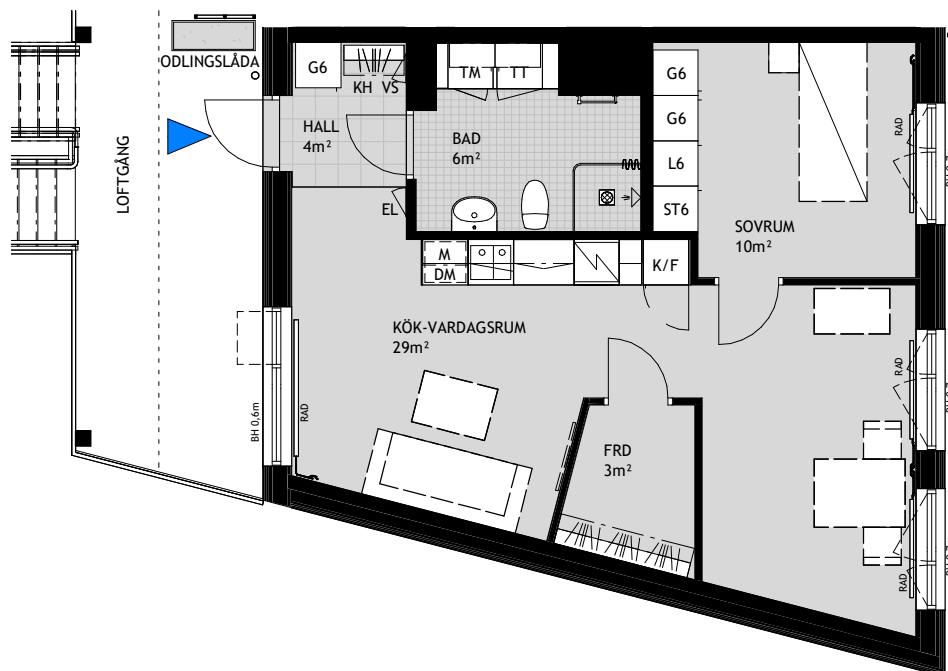 ODLINGSLÅDA
LOFTGÅNG
G6
KH VS
HALL
4m²
TM
TT
BAD
6m²
EL
G6
G6
L6
ST6
SOVRUM
10m²
RAD
M
DM
K/F
KÖK-VARDAGSRUM
29m²
BH 0,6m
RAD
FRD
3m²
RAD
RAD